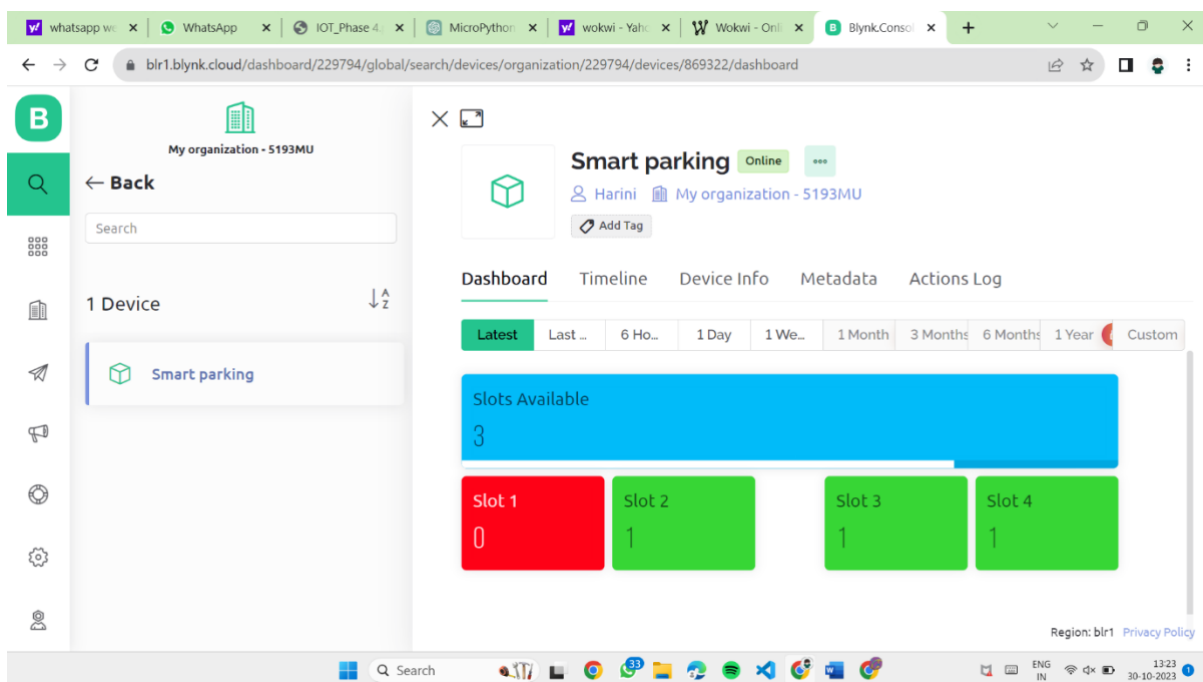 whatsapp we
WhatsApp
IOT_Phase 4.
MicroPython
wokwi - Yaho
Wokwi - Onli
Blynk.Consol
blr1.blynk.cloud/dashboard/229794/global/search/devices/organization/229794/devices/869322/dashboard
B
My organization - 5193MU
Back
Search
1 Device
Smart parking
Smart parking Online
Harini My organization - 5193MU
Add Tag
Dashboard Timeline Device Info Metadata Actions Log
Latest Last ... 6 Ho... 1 Day 1 We... 1 Month 3 Months 6 Months 1 Year Custom
Slots Available
3
Slot 1
0
Slot 2
1
Slot 3
1
Slot 4
1
Region: blr1 Privacy Policy
Search
33
ENG
IN
13:23
30-10-2023
1